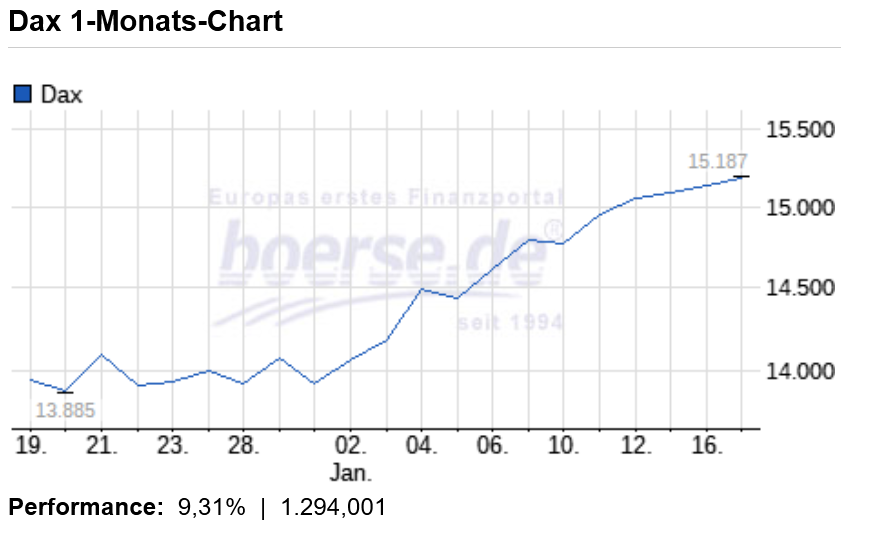 Dax 1-Monats-Chart
Dax
15.500
15.187
Europas erstes Finanzportal
15.000
boerse.de®
14.500
seit 1994
14.000
13.885
19. 21. 23. 28. 02. 04. 06. 10. 12. 16.
Jan.
Performance: 9,31% | 1.294,001